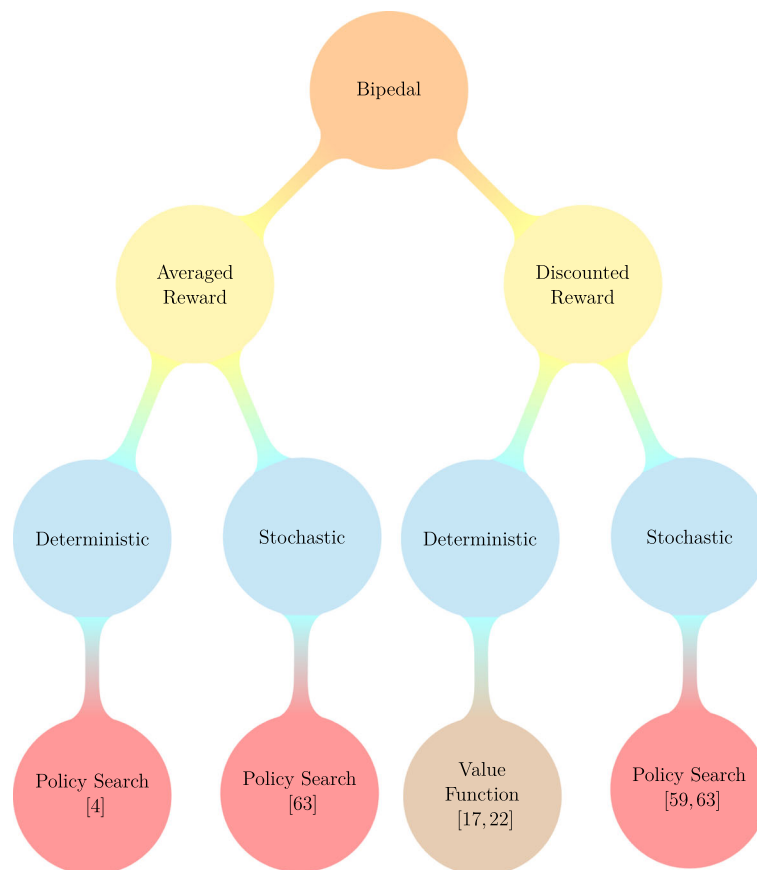 Bipedal
Averaged
Reward
Discounted
Reward
Deterministic
Stochastic
Deterministic
Stochastic
Policy Search
[4]
Policy Search
[63]
Value
Function
[17, 22]
Policy Search
[59, 63]